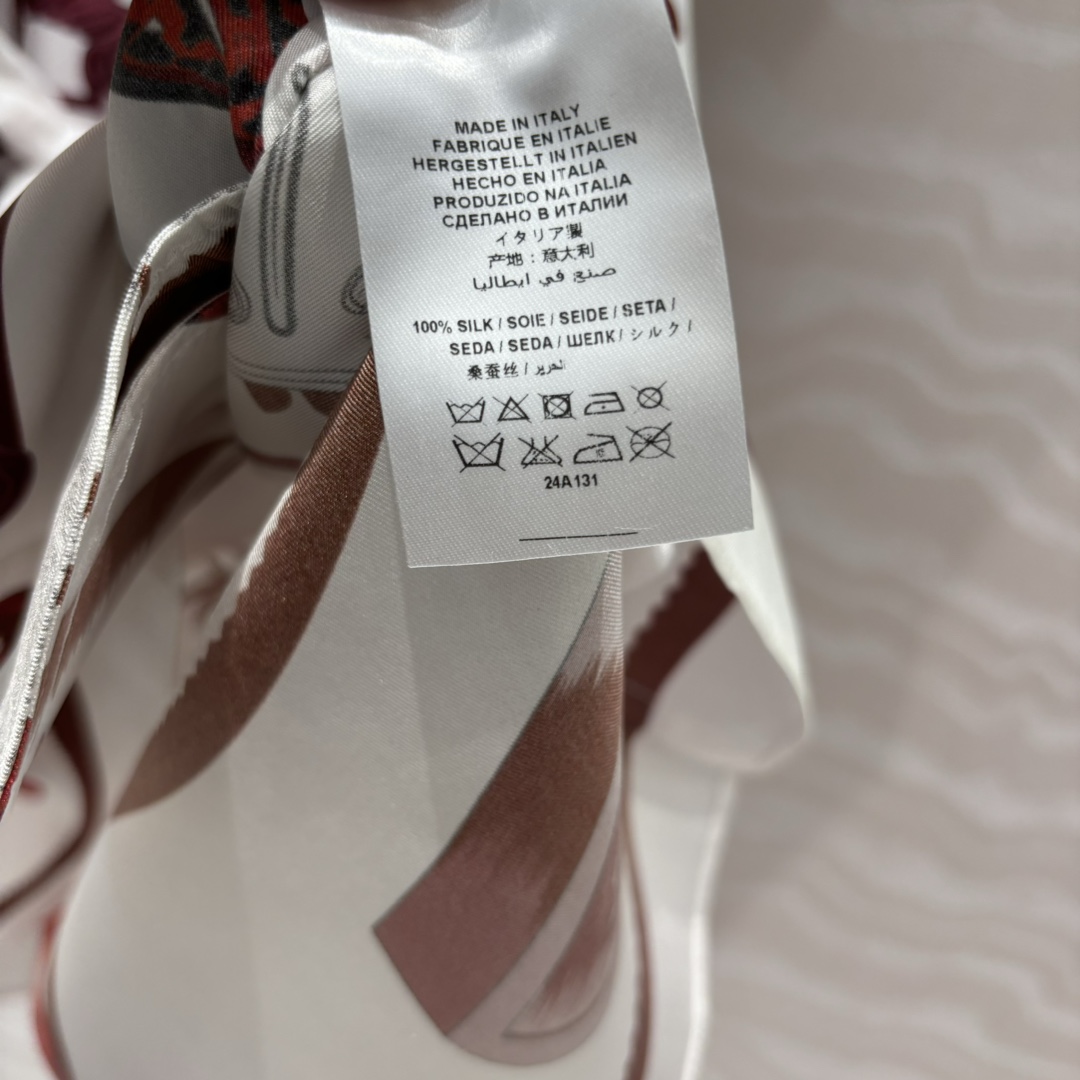 MADE IN ITALY
FABRIQUE EN ITALIE
HERGESTELLT IN ITALIEN
HECHO EN ITALIA
PRODUZIDO NA ITALIA
СДЕЛАНО В ИТАЛИИ
イタリア製
产地：意大利
صنع في ايطاليا
100% SILK / SOIE / SEIDE / SETA /
SEDA / SEDA / ШЕЛК / シルク /
桑蚕丝 / الحرير
24A131